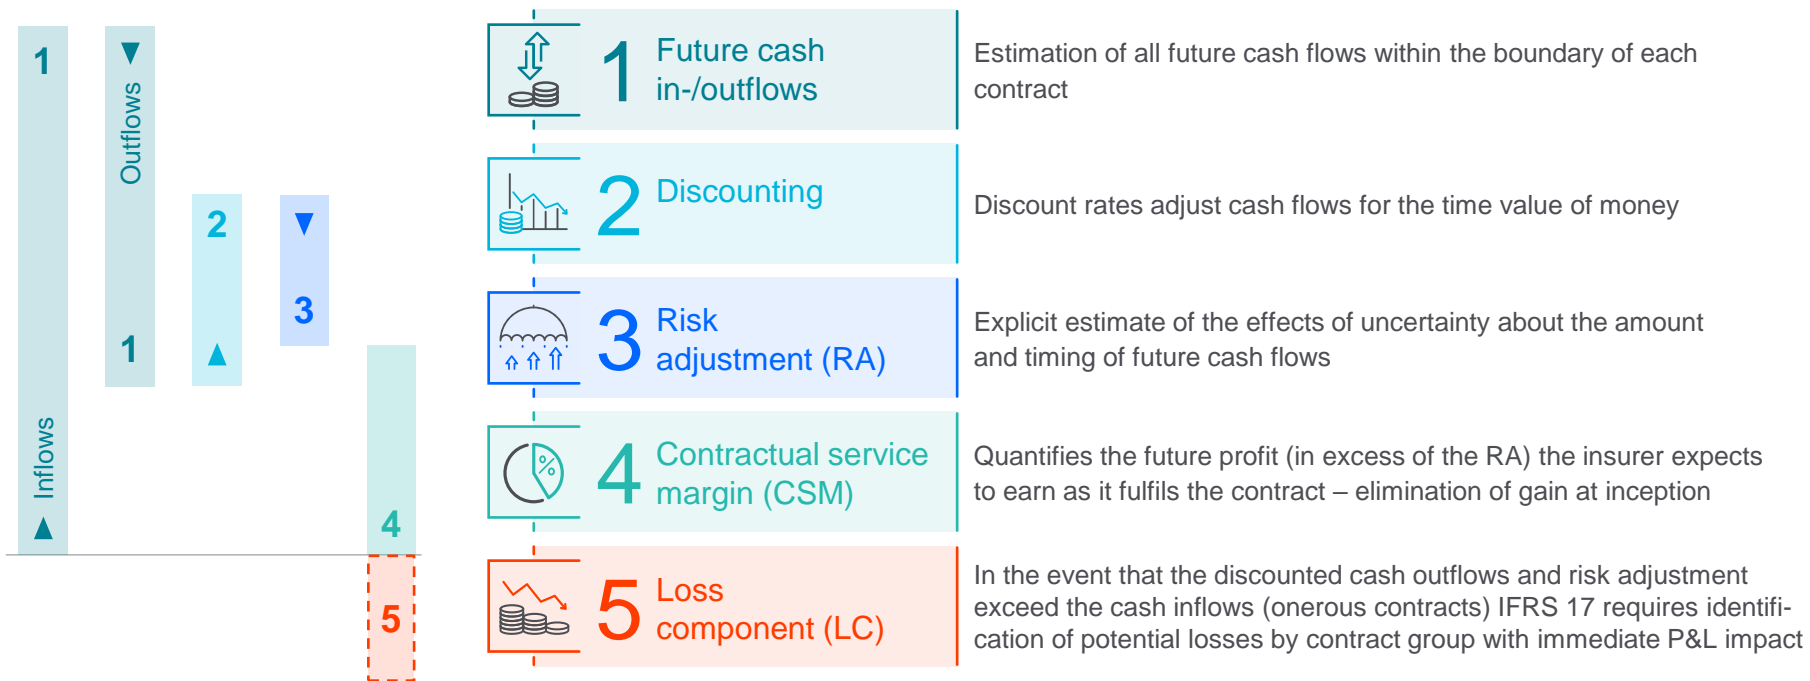 1
Inflows
Outflows
1
2
3
4
5
1
Future cash
in-/outflows
Estimation of all future cash flows within the boundary of each
contract
2
Discounting
Discount rates adjust cash flows for the time value of money
3
Risk
adjustment (RA)
Explicit estimate of the effects of uncertainty about the amount
and timing of future cash flows
%
4
Contractual service
margin (CSM)
Quantifies the future profit (in excess of the RA) the insurer expects
to earn as it fulfils the contract – elimination of gain at inception
5
Loss
component (LC)
In the event that the discounted cash outflows and risk adjustment
exceed the cash inflows (onerous contracts) IFRS 17 requires identifi-
cation of potential losses by contract group with immediate P&L impact